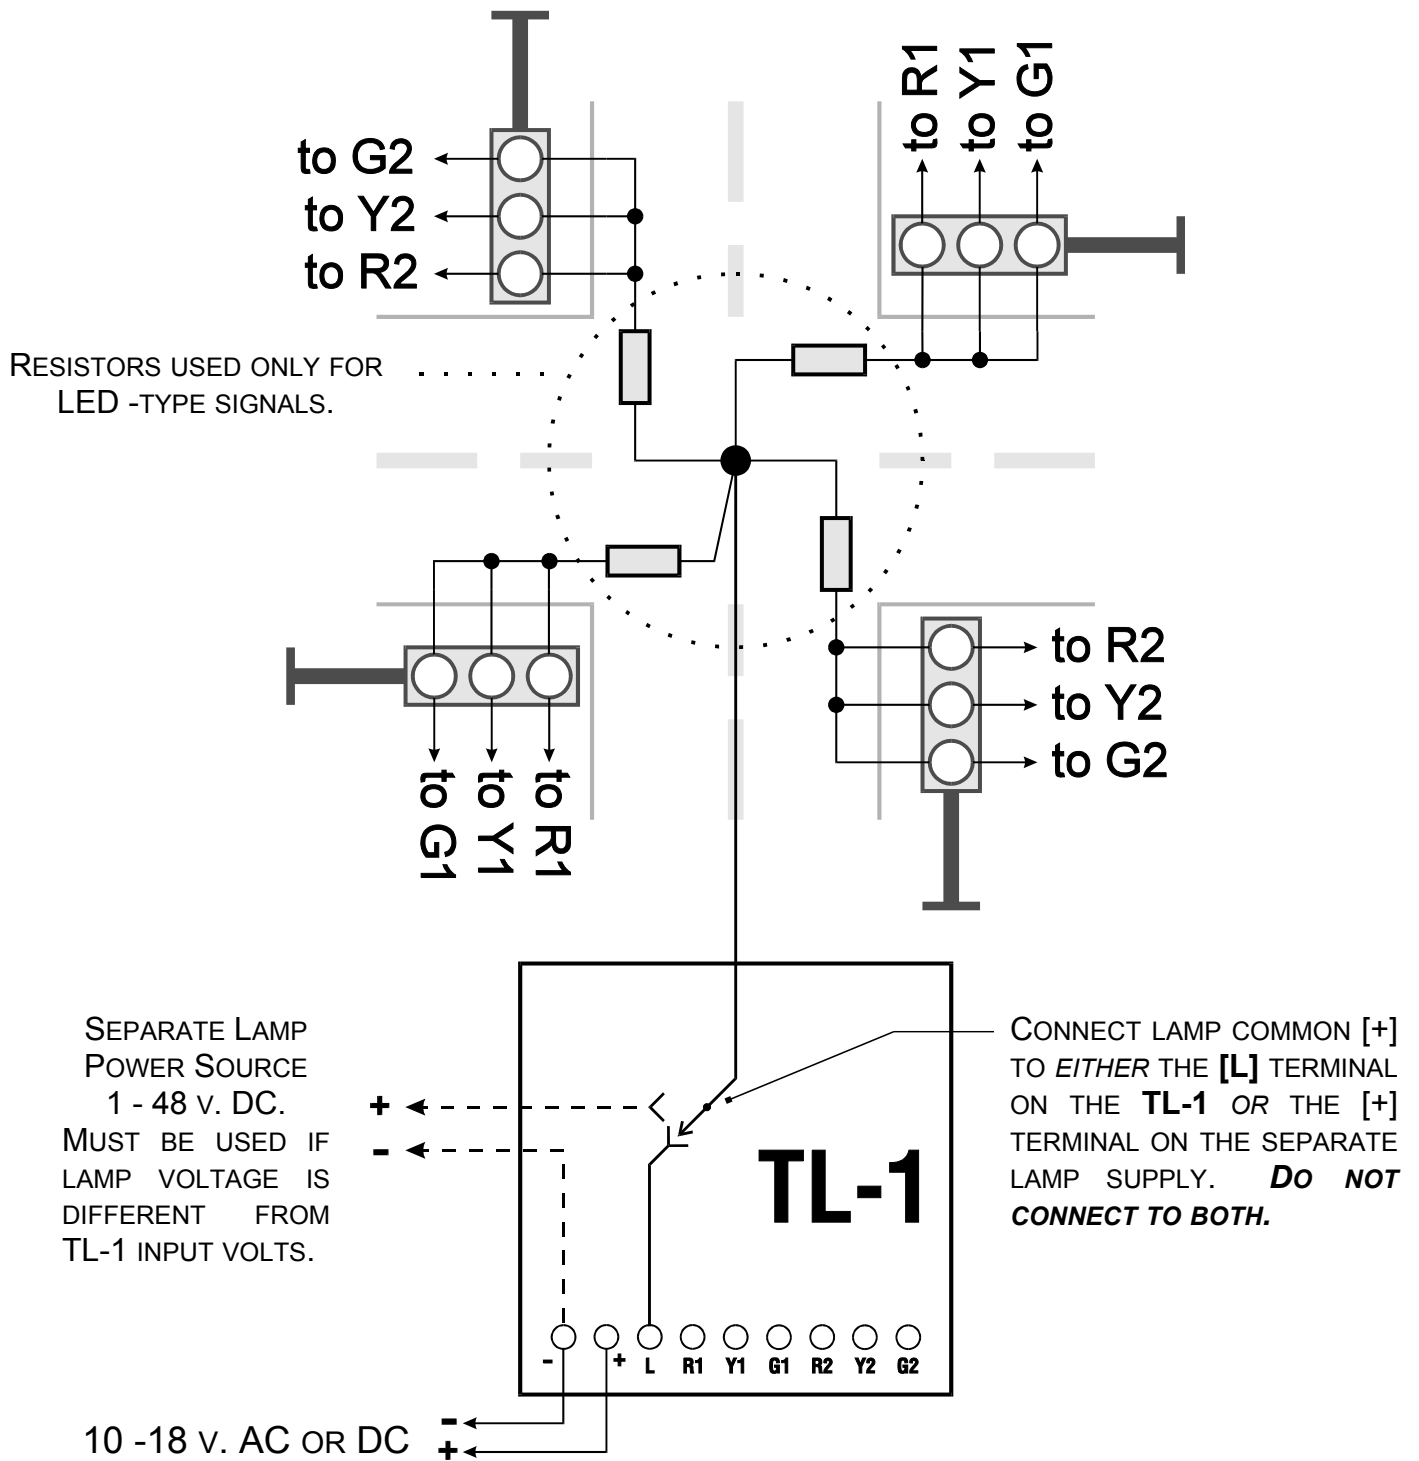 to R1
to Y1
to G1
to G2
to Y2
to R2
RESISTORS USED ONLY FOR
LED -TYPE SIGNALS.
to R2
to Y2
to G2
to G1
to Y1
to R1
SEPARATE LAMP
POWER SOURCE
1 - 48 V. DC.
MUST BE USED IF
LAMP VOLTAGE IS
DIFFERENT FROM
TL-1 INPUT VOLTS.
+
-
CONNECT LAMP COMMON [+]
TO EITHER THE [L] TERMINAL
ON THE TL-1 OR THE [+]
TERMINAL ON THE SEPARATE
LAMP SUPPLY. DO NOT
CONNECT TO BOTH.
TL-1
- + L R1 Y1 G1 R2 Y2 G2
10 -18 V. AC OR DC
-
+